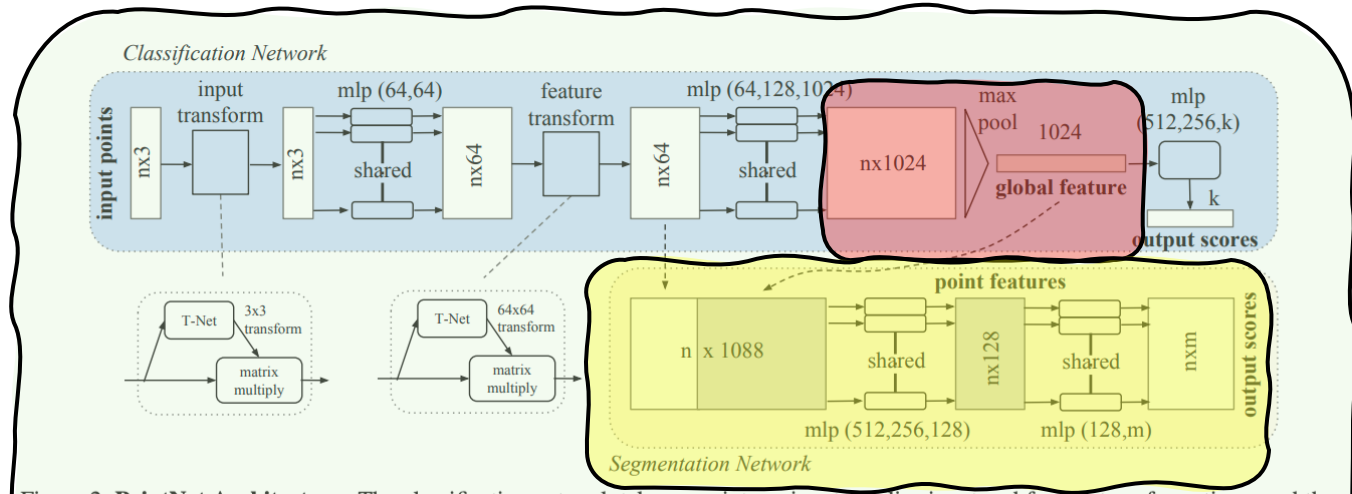 Classification Network
input points
nx3
input
transform
nx3
mlp (64,64)
shared
nx64
feature
transform
nx64
mlp (64,128,1024)
shared
nx1024
max
pool
1024
global feature
mlp
(512,256,k)
k
output scores
T-Net
3x3
transform
matrix
multiply
T-Net
64x64
transform
matrix
multiply
point features
n x 1088
shared
mlp (512,256,128)
nx128
shared
mlp (128,m)
nxm
output scores
Segmentation Network